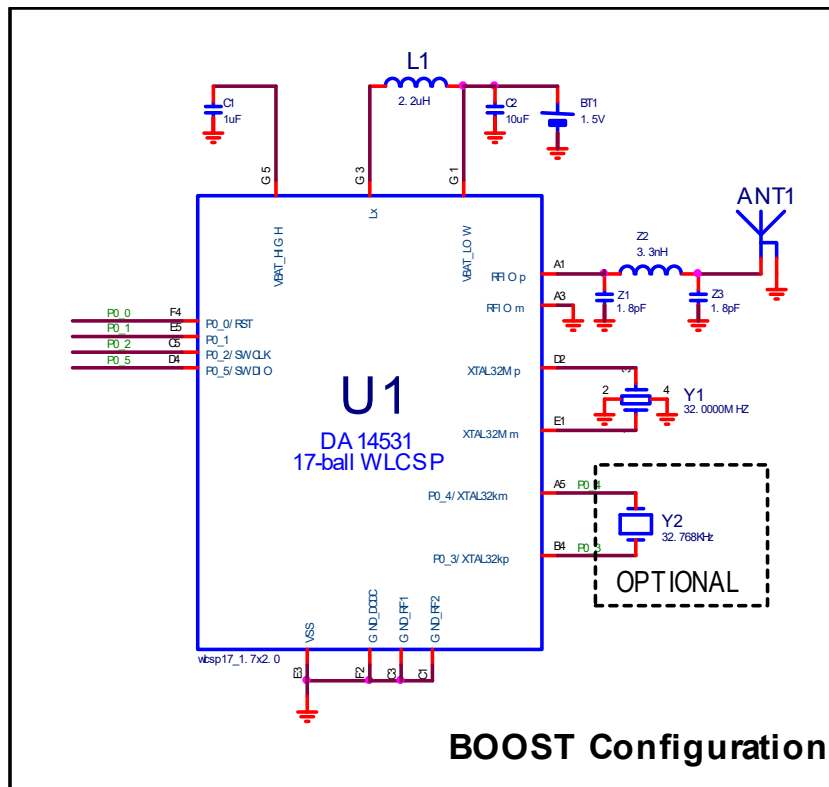 L1
2.2uH
C1
1uF
C2
10uF
BT1
1.5V
G5
G3
G1
VBAT_HIGH
Lx
VBAT_LOW
ANT1
Z2
3.3nH
A1
RFIOp
Z1
1.8pF
Z3
1.8pF
A3
RFIOm
P0_0
F4
P0_0/RST
P0_1
E5
P0_1
P0_2
C5
P0_2/SWCLK
P0_5
D4
P0_5/SWDIO
D2
XTAL32Mp
2
4
Y1
32.0000MHZ
E1
XTAL32Mm
U1
DA14531
17-ball WLCSP
A5
P0_4
P0_4/XTAL32km
Y2
32.768KHz
B4
P0_3
P0_3/XTAL32kp
OPTIONAL
VSS
GND_DCDC
GND_RF1
GND_RF2
wlcsp17_1.7x2.0
E3
F2
C3
C1
BOOST Configuration